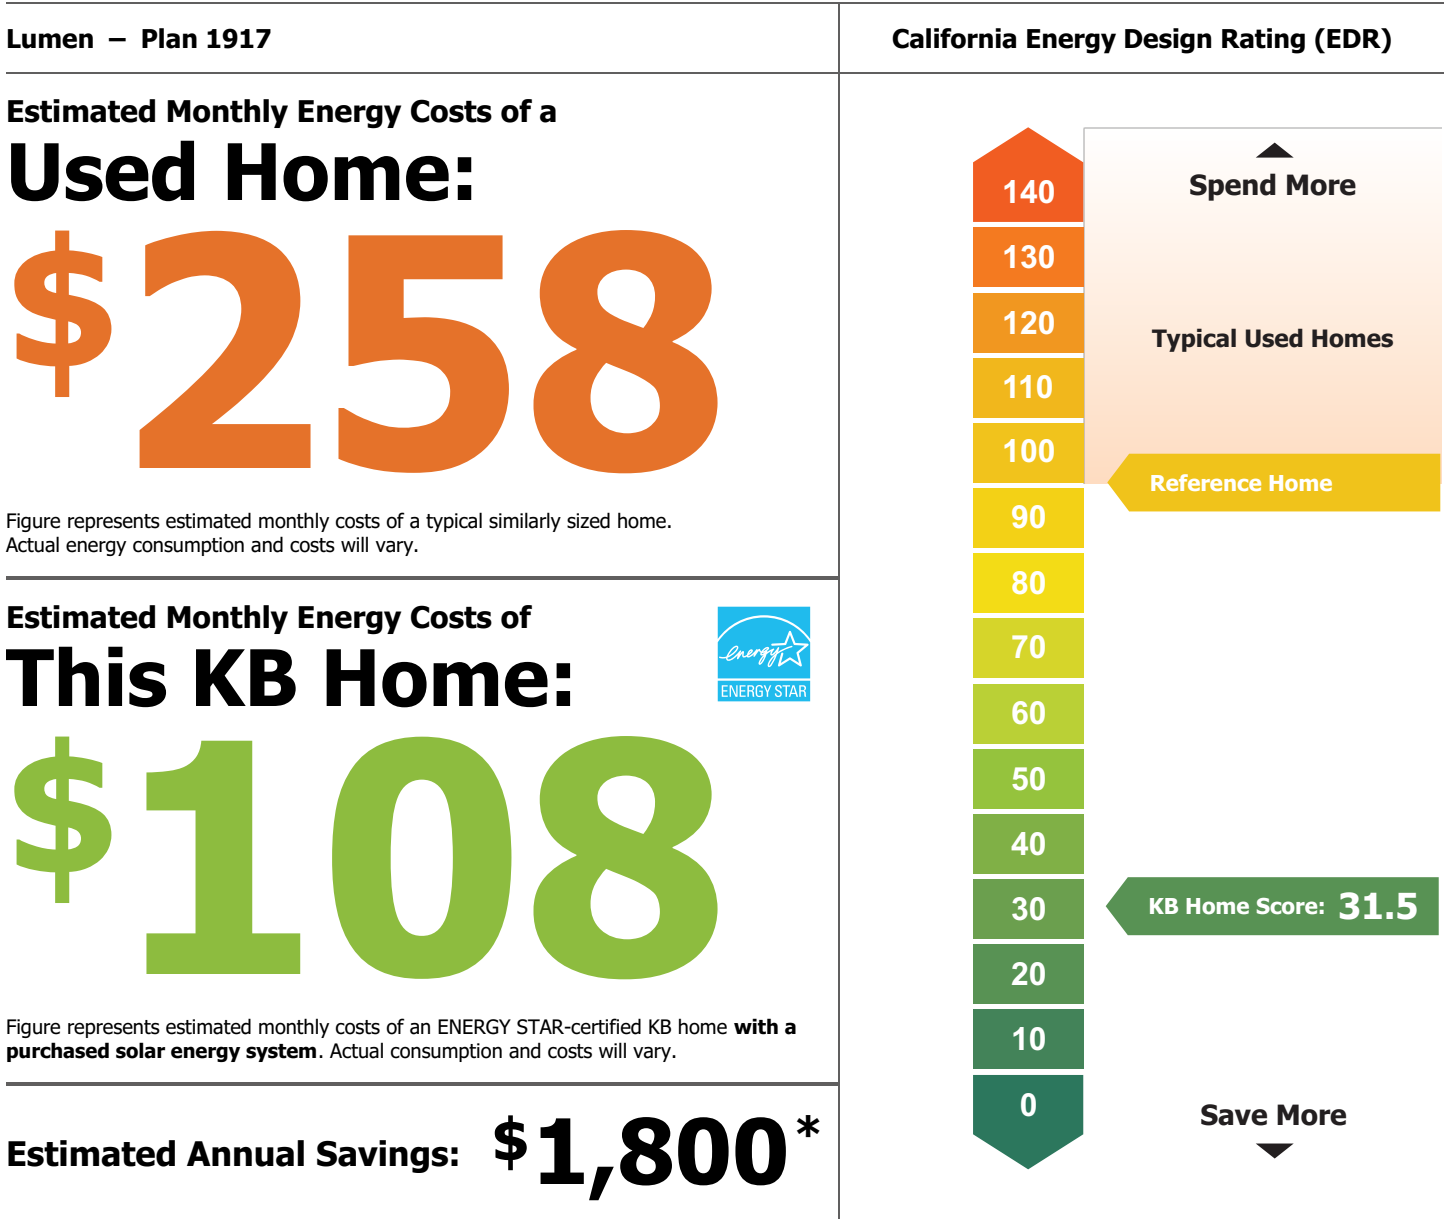 Lumen – Plan 1917
Estimated Monthly Energy Costs of a
Used Home:
$258
Figure represents estimated monthly costs of a typical similarly sized home.
Actual energy consumption and costs will vary.
Estimated Monthly Energy Costs of
This KB Home:
energy
ENERGY STAR
$108
Figure represents estimated monthly costs of an ENERGY STAR-certified KB home with a
purchased solar energy system. Actual consumption and costs will vary.
Estimated Annual Savings: $1,800*
California Energy Design Rating (EDR)
140
130
120
110
100
90
80
70
60
50
40
30
20
10
0
Spend More
Typical Used Homes
Reference Home
KB Home Score: 31.5
Save More